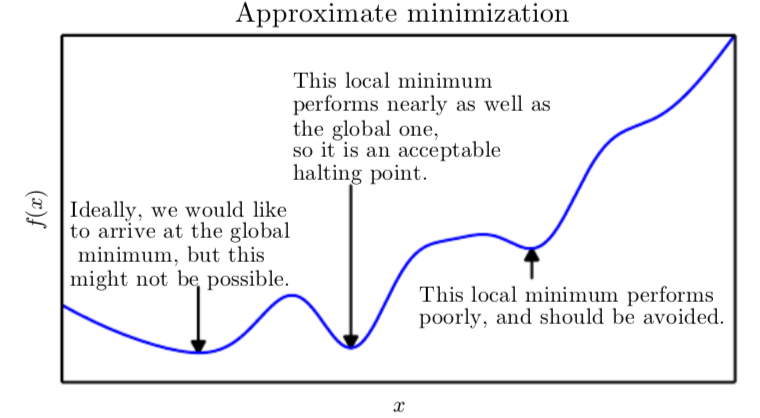 Approximate minimization
This local minimum
performs nearly as well as
the global one,
so it is an acceptable
halting point.
Ideally, we would like
to arrive at the global
minimum, but this
might not be possible.
This local minimum performs
poorly, and should be avoided.
f(x)
x